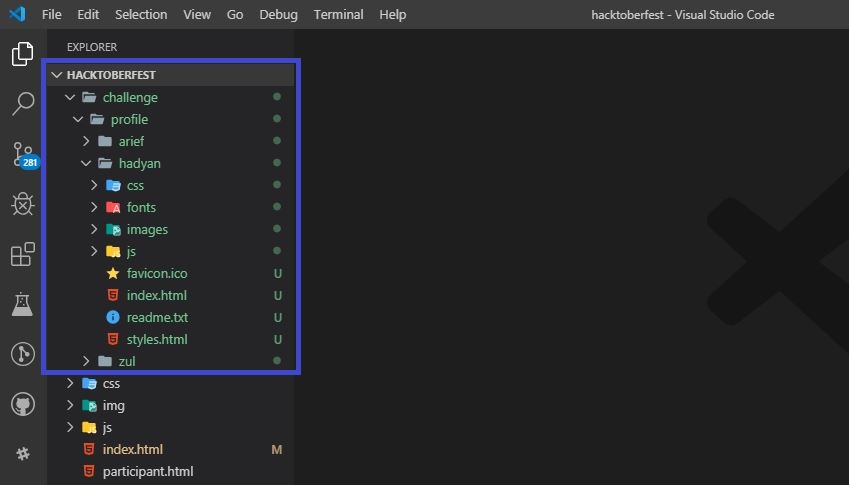 File Edit Selection View Go Debug Terminal Help hacktoberfest - Visual Studio Code
EXPLORER
HACKTOBERFEST
challenge
profile
arief
hadyan
281
css
fonts
images
js
favicon.ico U
index.html U
readme.txt U
styles.html U
zul
css
img
js
index.html M
participant.html